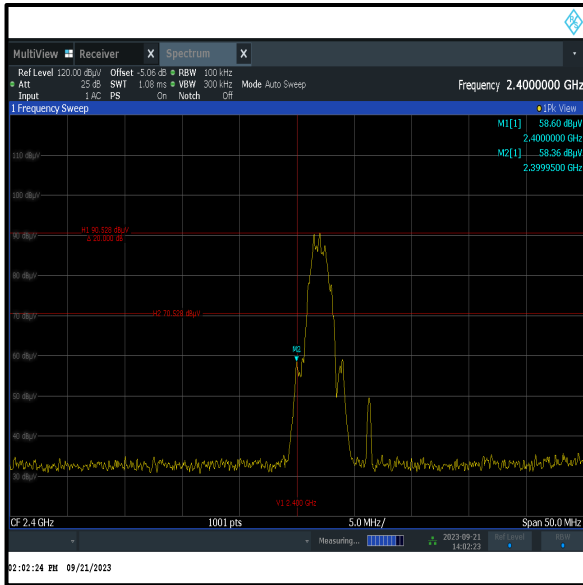 R S
MultiView Receiver X Spectrum X
Ref Level 120.00 dBµV Offset -5.06 dB RBW 100 kHz
Att 25 dB SWT 1.08 ms VBW 300 kHz Mode Auto Sweep Frequency 2.4000000 GHz
Input 1 AC PS On Notch Off
1 Frequency Sweep 1Pk View
M1[1] 58.60 dBµV
2.4000000 GHz
M2[1] 58.36 dBµV
2.3999500 GHz
110 dBµV
100 dBµV
H1 90.528 dBµV
90 dBµV
Δ 20.000 dB
80 dBµV
70 dBµV
H2 70.528 dBµV
60 dBµV
M2
50 dBµV
40 dBµV
30 dBµV
V1 2.400 GHz
CF 2.4 GHz 1001 pts 5.0 MHz/ Span 50.0 MHz
Measuring... 2023-09-21 Ref Level RBW
14:02:23
02:02:24 PM 09/21/2023